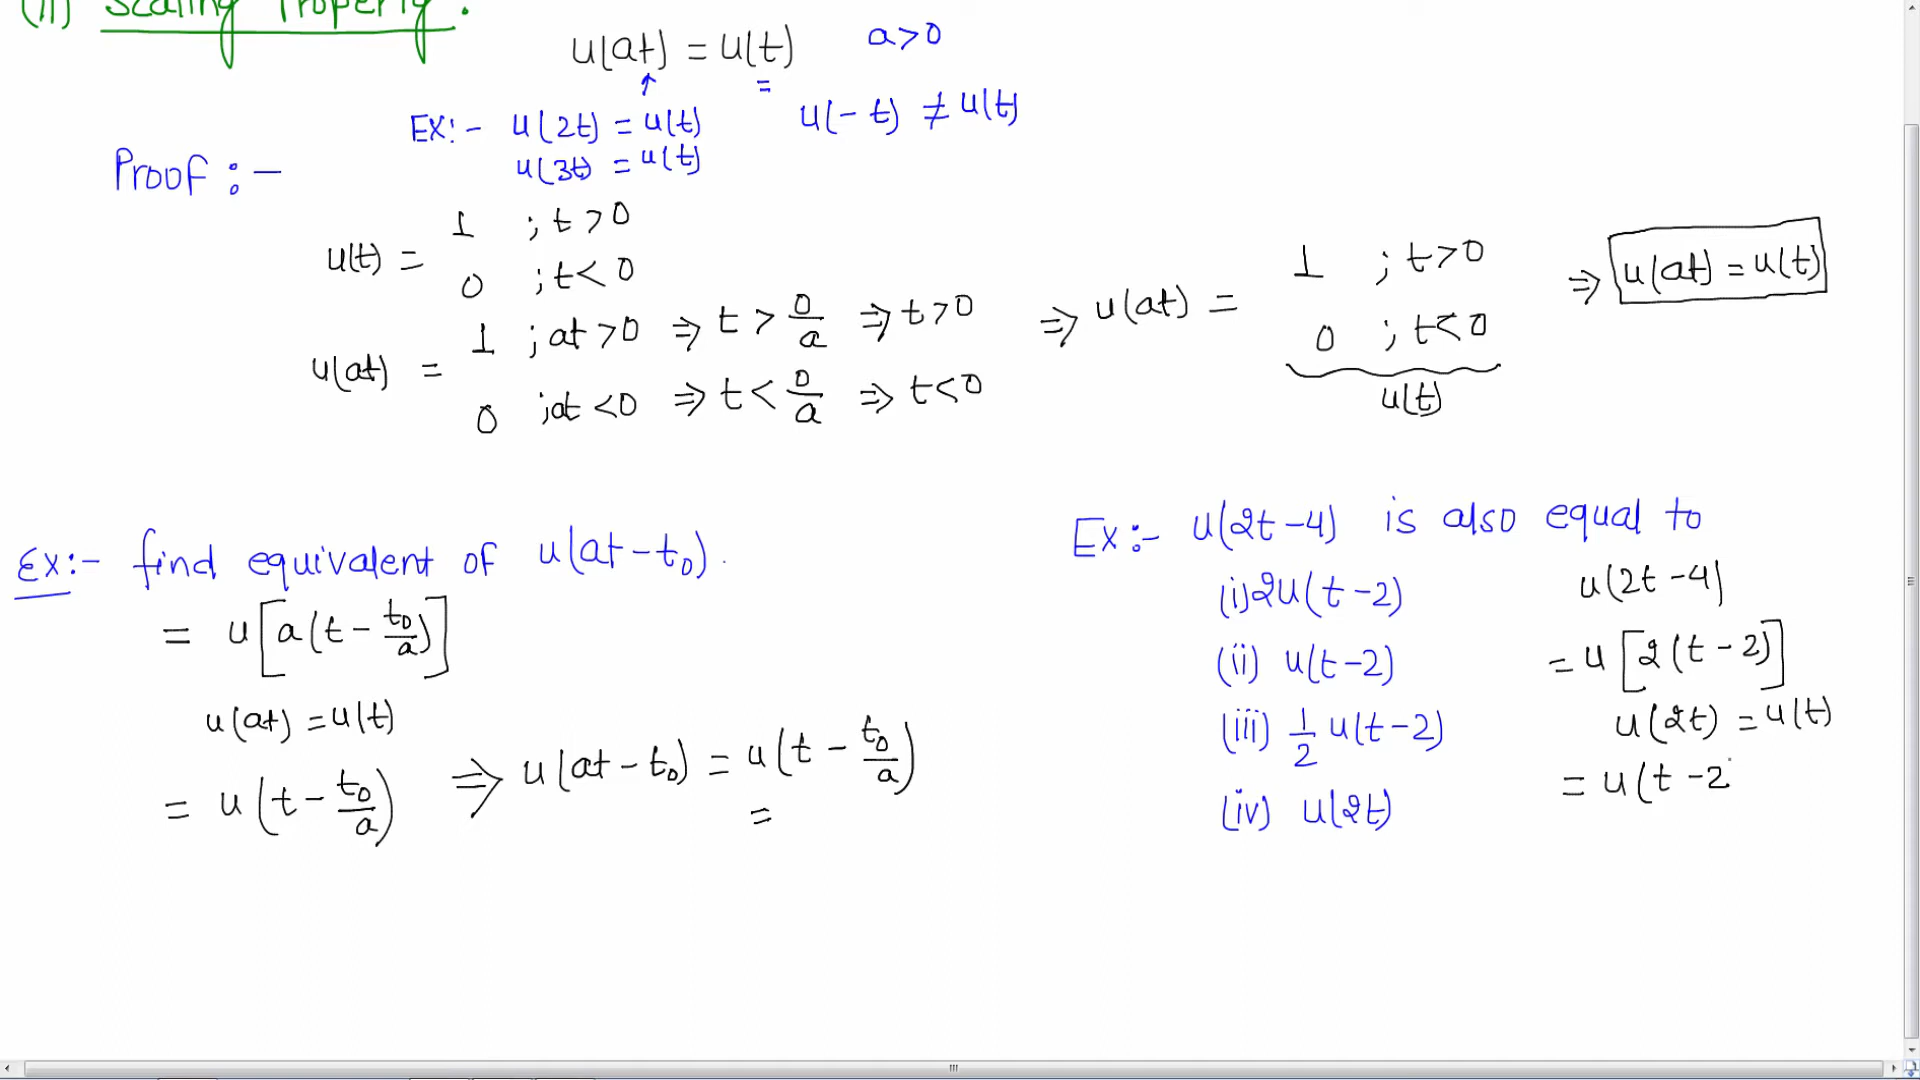 (ii) Scaling Property :
u(at) = u(t) a>0
Ex:- u(2t) = u(t) u(-t) ≠ u(t)
u(3t) = u(t)
Proof :-
u(t) = 1 ; t>0
0 ; t<0
u(at) = 1 ; at>0 ⇒ t > 0/a ⇒ t>0
0 ; at<0 ⇒ t < 0/a ⇒ t<0
⇒ u(at) = 1 ; t>0
0 ; t<0
u(t)
⇒ u(at) = u(t)
Ex:- find equivalent of u(at-t₀).
= u[a(t - t₀/a)]
u(at) = u(t)
= u(t - t₀/a) ⇒ u(at-t₀) = u(t - t₀/a)
=
Ex:- u(2t-4) is also equal to
(i) 2u(t-2)
(ii) u(t-2)
(iii) 1/2 u(t-2)
(iv) u(2t)
u(2t-4)
= u[2(t-2)]
u(2t) = u(t)
= u(t-2